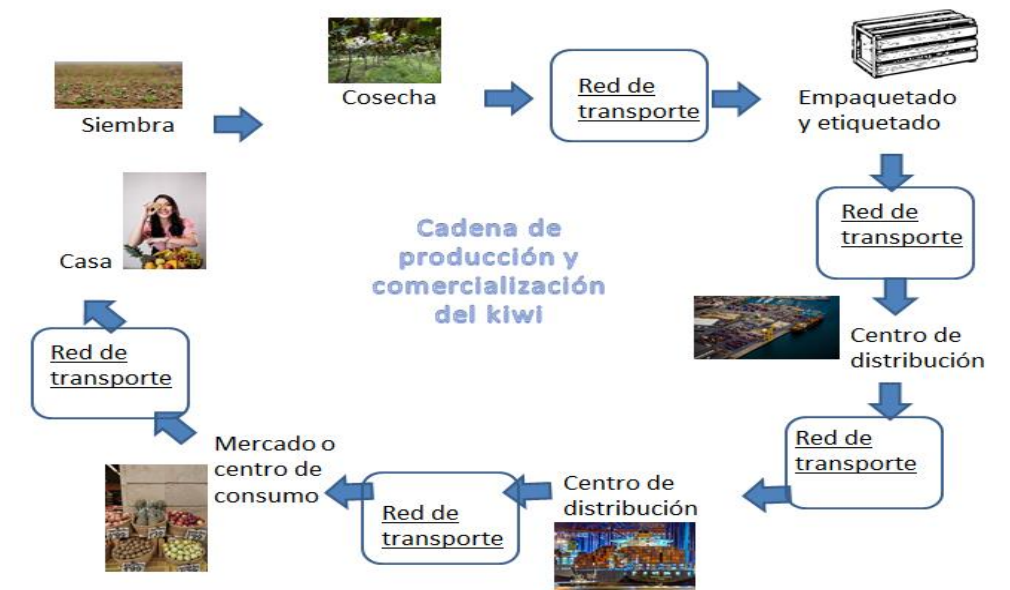 Siembra
Cosecha
Red de
transporte
Empaquetado
y etiquetado
Red de
transporte
Centro de
distribución
Red de
transporte
Centro de
distribución
Red de
transporte
Mercado o
centro de
consumo
Red de
transporte
Casa
Cadena de
producción y
comercialización
del kiwi